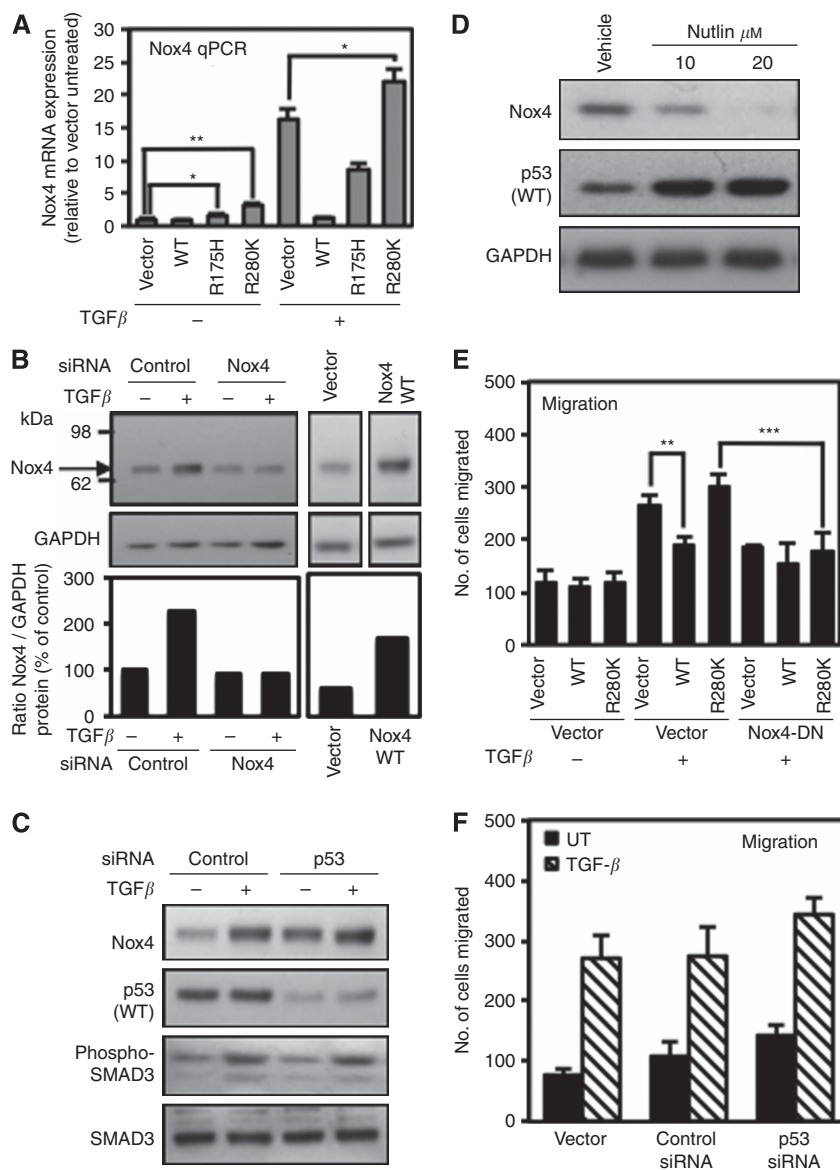 A
Nox4 qPCR
Nox4 mRNA expression
(relative to vector untreated)
30
25
20
15
10
5
0
**
*
*
Vector
WT
R175H
R280K
Vector
WT
R175H
R280K
TGFβ
–
+
B
siRNA
Control
Nox4
TGFβ
– + – +
Vector
Nox4
WT
kDa
98
Nox4
62
GAPDH
Ratio Nox4 / GAPDH
protein (% of control)
300
200
100
0
TGFβ
– + – +
siRNA
Control
Nox4
Vector
Nox4
WT
C
siRNA
Control
p53
TGFβ
– + – +
Nox4
p53
(WT)
Phospho-
SMAD3
SMAD3
D
Vehicle
Nutlin μM
10 20
Nox4
p53
(WT)
GAPDH
E
Migration
No. of cells migrated
500
400
300
200
100
0
**
***
Vector
WT
R280K
Vector
WT
R280K
Vector
WT
R280K
Vector
Vector
Nox4-DN
TGFβ
–
+
+
F
UT
TGF-β
Migration
No. of cells migrated
500
400
300
200
100
0
Vector
Control
siRNA
p53
siRNA